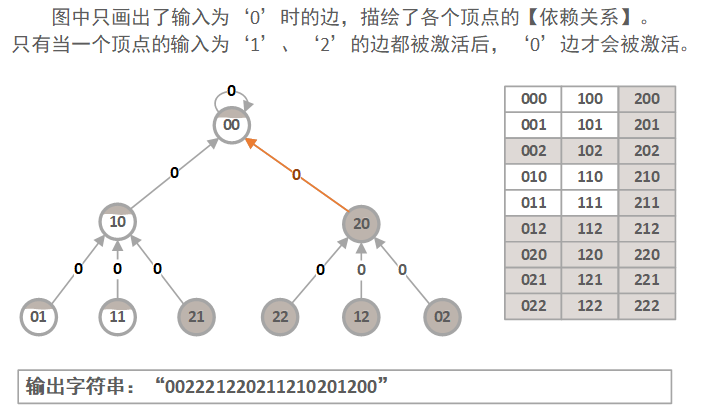 图中只画出了输入为‘0’时的边，描绘了各个顶点的【依赖关系】。
只有当一个顶点的输入为‘1’、‘2’的边都被激活后，‘0’边才会被激活。
0
00
0
0
10
20
0
0
0
0
0
0
01
11
21
22
12
02
000 100 200
001 101 201
002 102 202
010 110 210
011 111 211
012 112 212
020 120 220
021 121 221
022 122 222
输出字符串：“002221220211210201200”